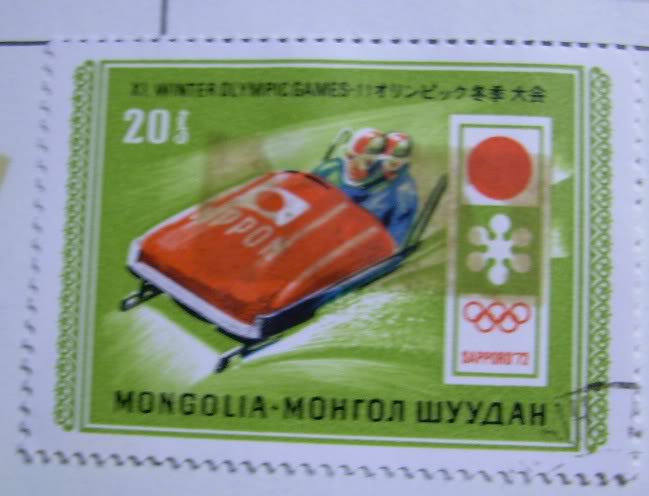 XI. WINTER OLYMPIC GAMES-11オリンピック冬季大会
20 M
NIPPON
SAPPORO'72
MONGOLIA-МОНГОЛ ШУУДАН